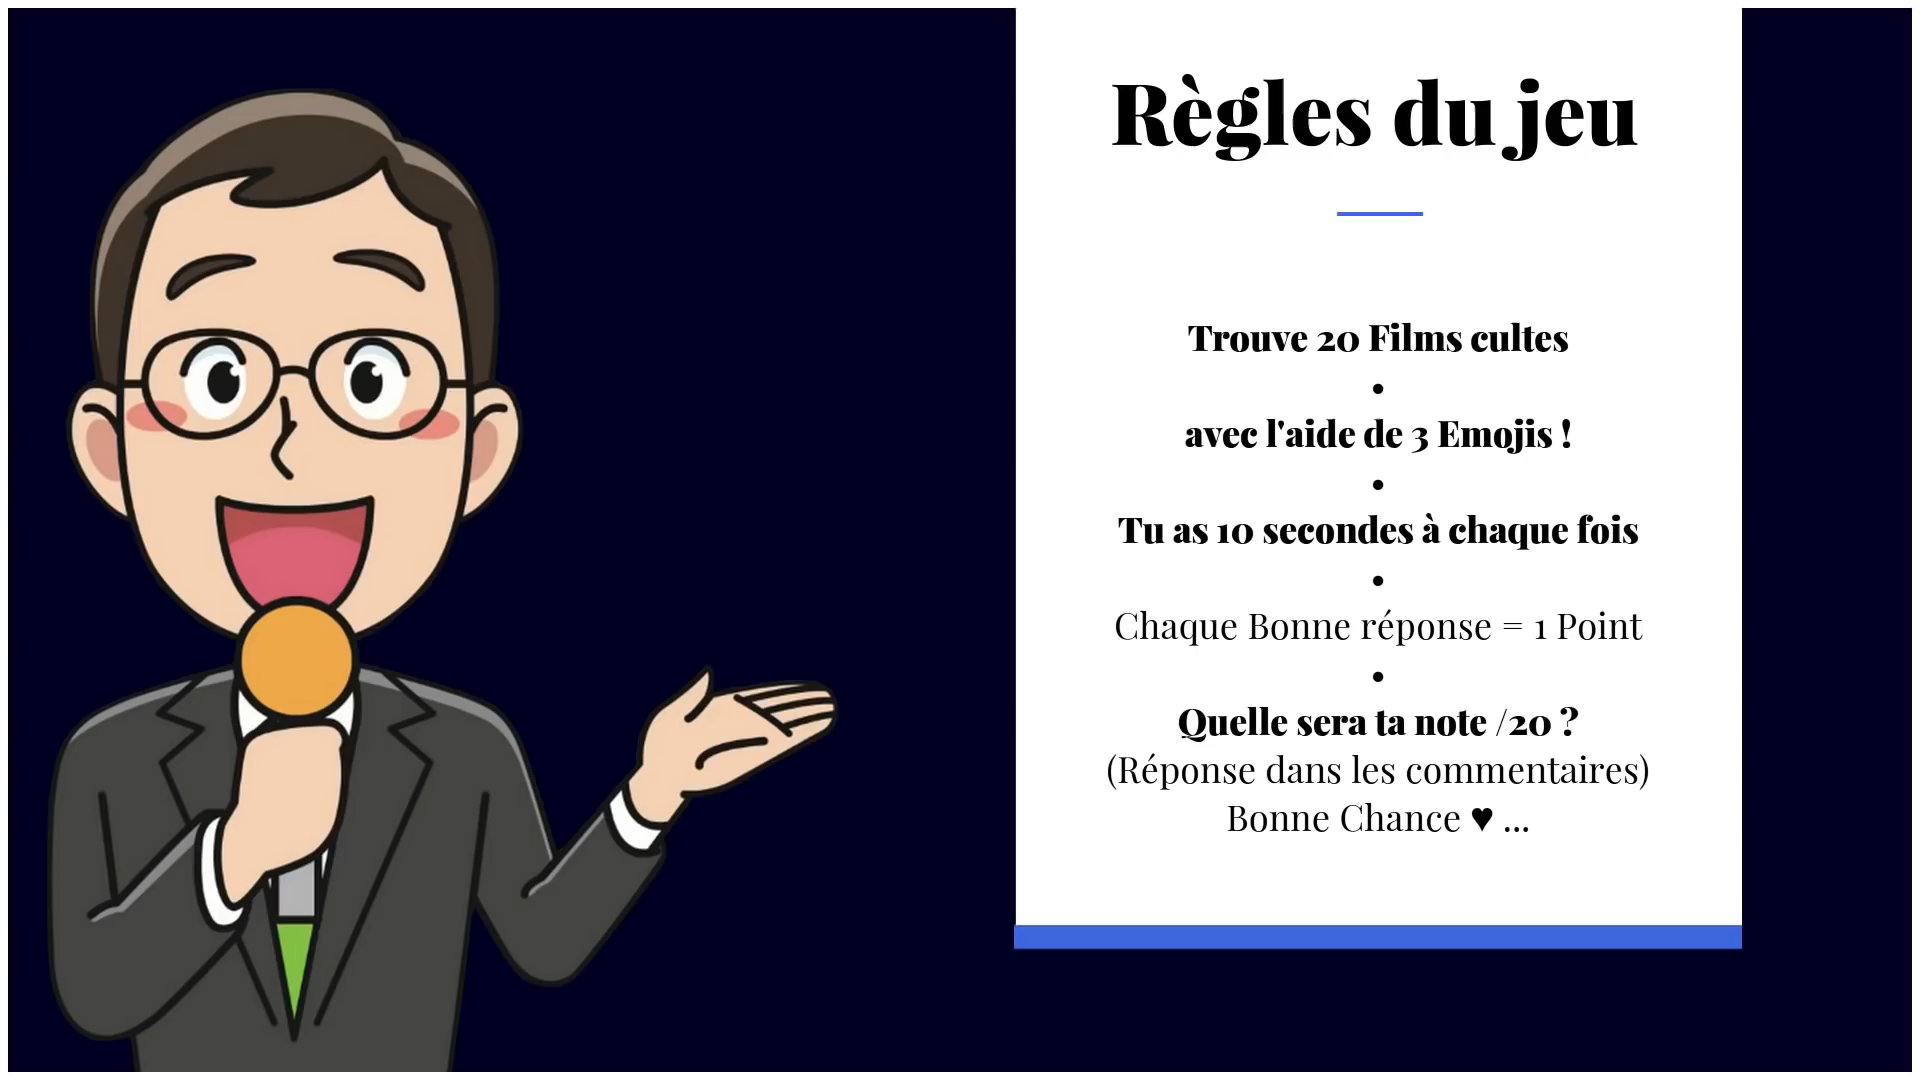 Règles du jeu
Trouve 20 Films cultes
•
avec l'aide de 3 Emojis !
•
Tu as 10 secondes à chaque fois
•
Chaque Bonne réponse = 1 Point
•
Quelle sera ta note /20 ?
(Réponse dans les commentaires)
Bonne Chance ♥ ...